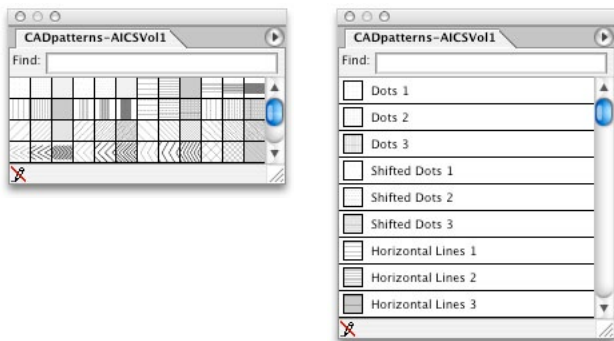 CADpatterns-AICSVol1
Find:
CADpatterns-AICSVol1
Find:
Dots 1
Dots 2
Dots 3
Shifted Dots 1
Shifted Dots 2
Shifted Dots 3
Horizontal Lines 1
Horizontal Lines 2
Horizontal Lines 3